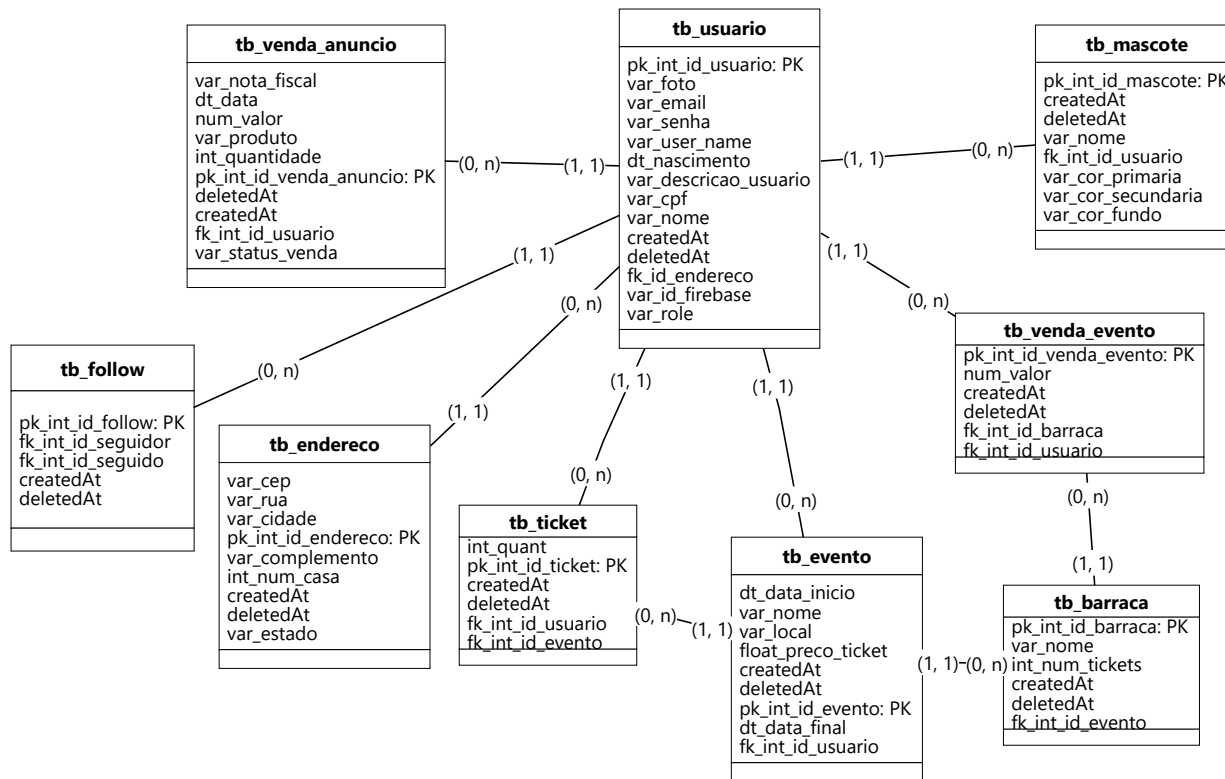 tb_venda_anuncio
var_nota_fiscal
dt_data
num_valor
var_produto
int_quantidade
pk_int_id_venda_anuncio: PK
deletedAt
createdAt
fk_int_id_usuario
var_status_venda
(0, n)
(1, 1)
tb_usuario
pk_int_id_usuario: PK
var_foto
var_email
var_senha
var_user_name
dt_nascimento
var_descricao_usuario
var_cpf
var_nome
createdAt
deletedAt
fk_id_endereco
var_id_firebase
var_role
(1, 1)
(0, n)
tb_mascote
pk_int_id_mascote: PK
createdAt
deletedAt
var_nome
fk_int_id_usuario
var_cor_primaria
var_cor_secundaria
var_cor_fundo
(1, 1)
(0, n)
(1, 1)
(0, n)
tb_follow
pk_int_id_follow: PK
fk_int_id_seguidor
fk_int_id_seguido
createdAt
deletedAt
(0, n)
(1, 1)
tb_endereco
var_cep
var_rua
var_cidade
pk_int_id_endereco: PK
var_complemento
int_num_casa
createdAt
deletedAt
var_estado
(1, 1)
(0, n)
tb_ticket
int_quant
pk_int_id_ticket: PK
createdAt
deletedAt
fk_int_id_usuario
fk_int_id_evento
(0, n)
(1, 1)
(1, 1)
(0, n)
tb_evento
dt_data_inicio
var_nome
var_local
float_preco_ticket
createdAt
deletedAt
pk_int_id_evento: PK
dt_data_final
fk_int_id_usuario
(1, 1)
(0, n)
tb_venda_evento
pk_int_id_venda_evento: PK
num_valor
createdAt
deletedAt
fk_int_id_barraca
fk_int_id_usuario
(0, n)
(1, 1)
tb_barraca
pk_int_id_barraca: PK
var_nome
int_num_tickets
createdAt
deletedAt
fk_int_id_evento